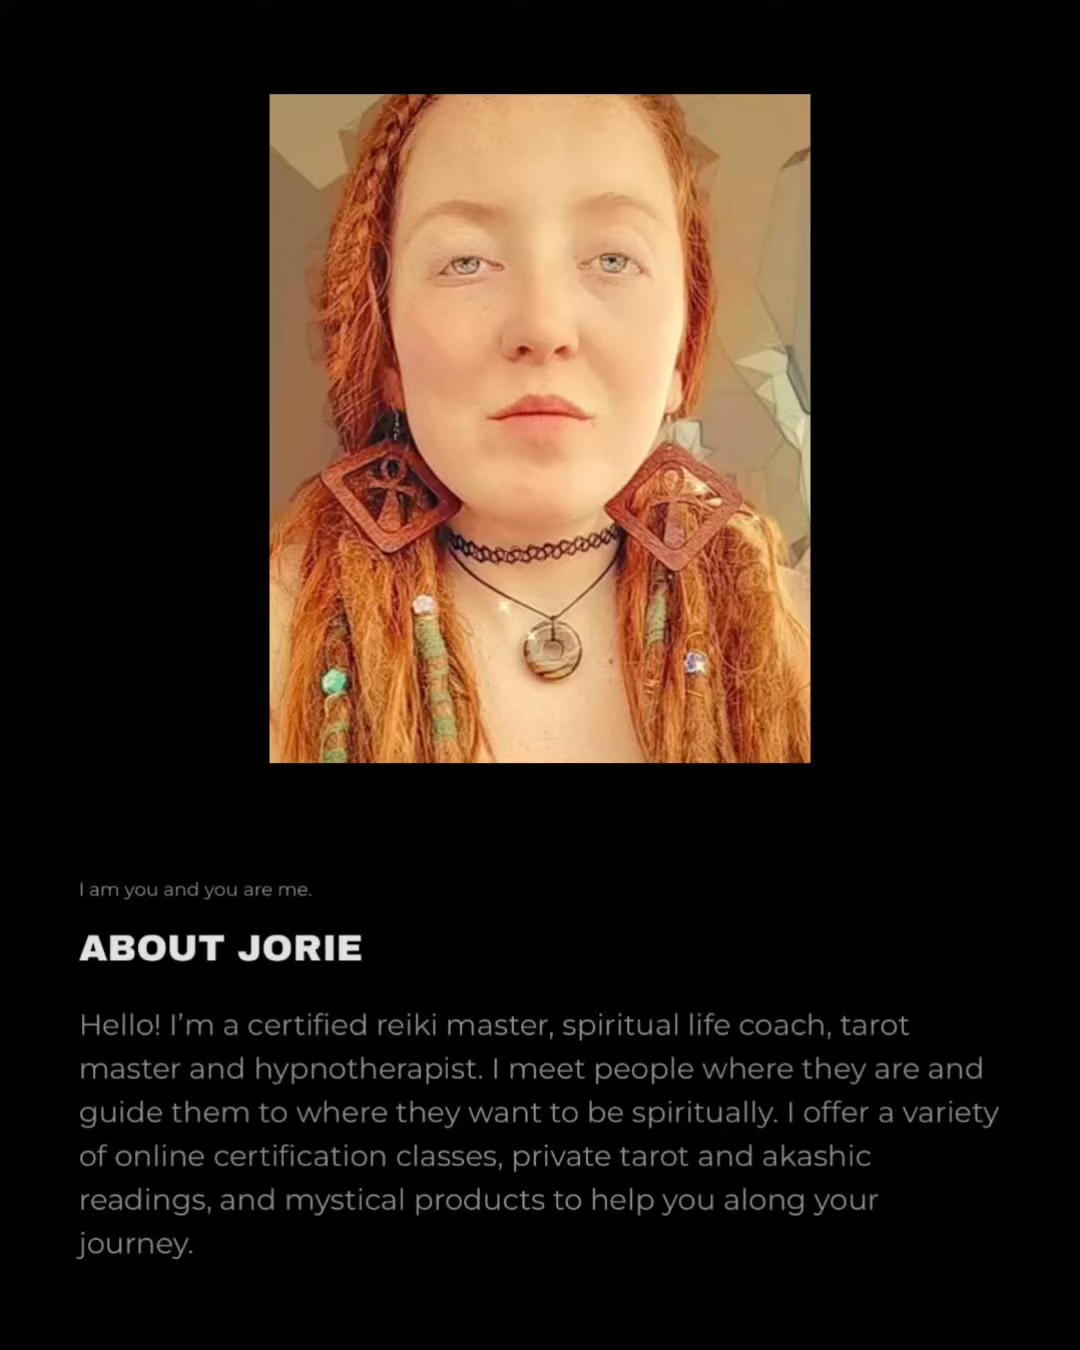 I am you and you are me.
ABOUT JORIE
Hello! I’m a certified reiki master, spiritual life coach, tarot
master and hypnotherapist. I meet people where they are and
guide them to where they want to be spiritually. I offer a variety
of online certification classes, private tarot and akashic
readings, and mystical products to help you along your
journey.